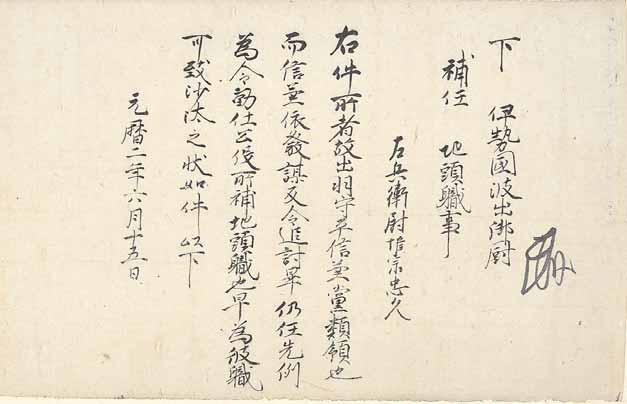 下 伊勢國波出御厨
補任 地頭職事
左兵衛尉惟宗忠久
右件所者故出羽守平信兼黨類領也
而信兼依發謀反令追討畢仍任先例
為令勤仕公役所補地頭職也早為彼職
可致沙汰之状如件以下
元暦二年六月十五日